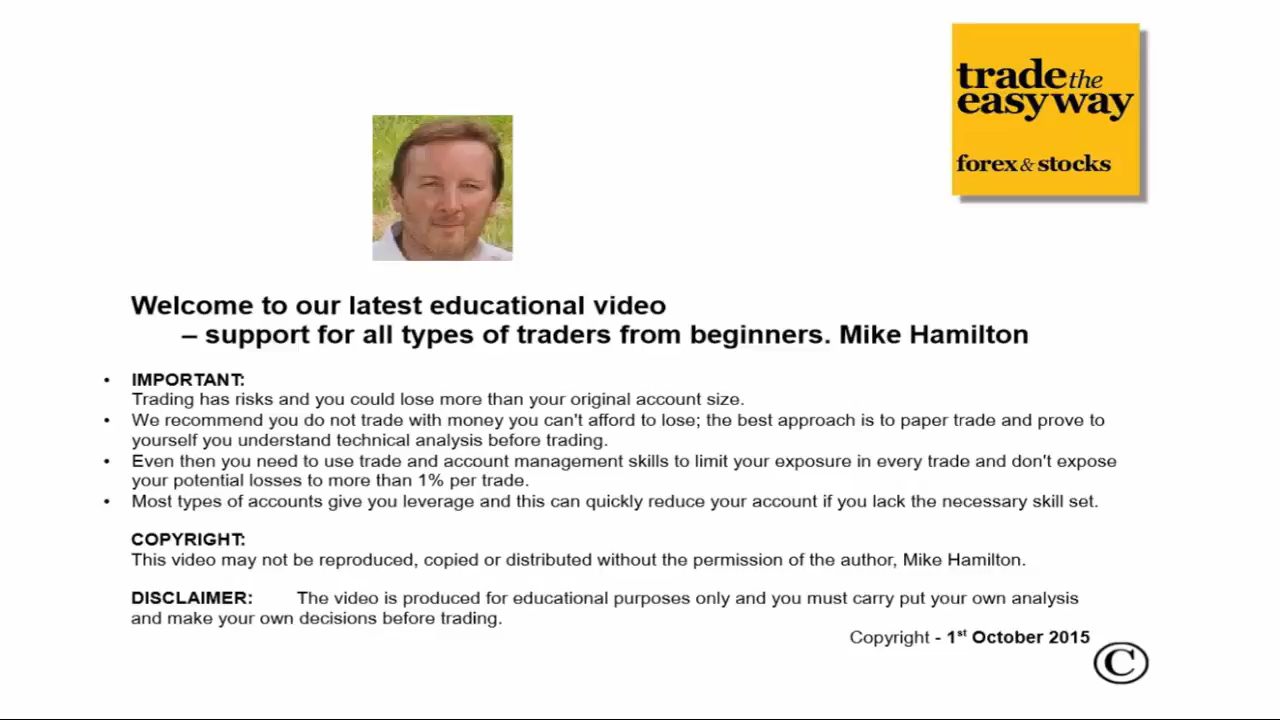 trade the
easyway
forex & stocks
Welcome to our latest educational video
– support for all types of traders from beginners. Mike Hamilton
• IMPORTANT:
Trading has risks and you could lose more than your original account size.
• We recommend you do not trade with money you can't afford to lose; the best approach is to paper trade and prove to
yourself you understand technical analysis before trading.
• Even then you need to use trade and account management skills to limit your exposure in every trade and don't expose
your potential losses to more than 1% per trade.
• Most types of accounts give you leverage and this can quickly reduce your account if you lack the necessary skill set.
COPYRIGHT:
This video may not be reproduced, copied or distributed without the permission of the author, Mike Hamilton.
DISCLAIMER: The video is produced for educational purposes only and you must carry put your own analysis
and make your own decisions before trading.
Copyright - 1st October 2015
©